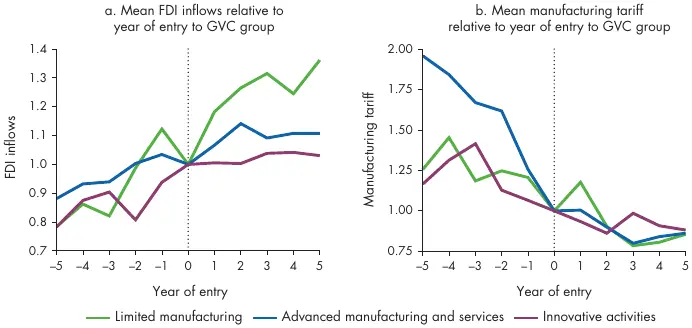 a. Mean FDI inflows relative to
year of entry to GVC group
1.4
1.3
1.2
1.1
1.0
0.9
0.8
0.7
FDI inflows
–5 –4 –3 –2 –1 0 1 2 3 4 5
Year of entry
b. Mean manufacturing tariff
relative to year of entry to GVC group
2.00
1.75
1.50
1.25
1.00
0.75
Manufacturing tariff
–5 –4 –3 –2 –1 0 1 2 3 4 5
Year of entry
Limited manufacturing Advanced manufacturing and services Innovative activities